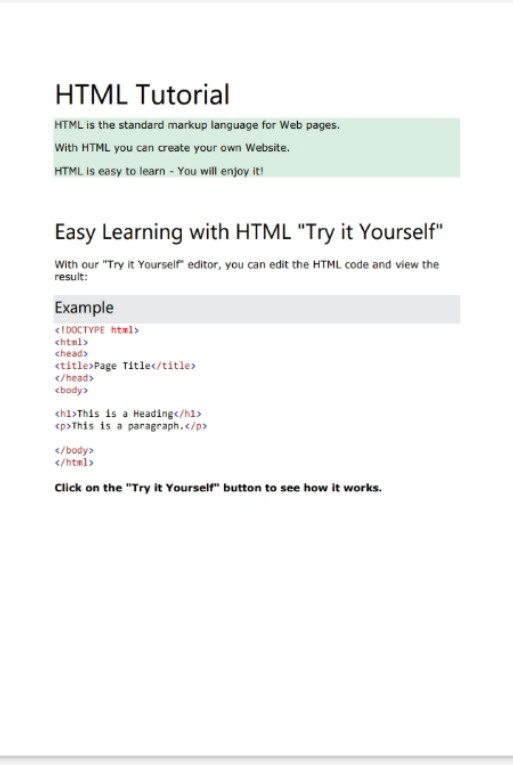 HTML Tutorial
HTML is the standard markup language for Web pages.
With HTML you can create your own Website.
HTML is easy to learn - You will enjoy it!
Easy Learning with HTML "Try it Yourself"
With our "Try it Yourself" editor, you can edit the HTML code and view the
result:
Example
<!DOCTYPE html>
<html>
<head>
<title>Page Title</title>
</head>
<body>
<h1>This is a Heading</h1>
<p>This is a paragraph.</p>
</body>
</html>
Click on the "Try it Yourself" button to see how it works.